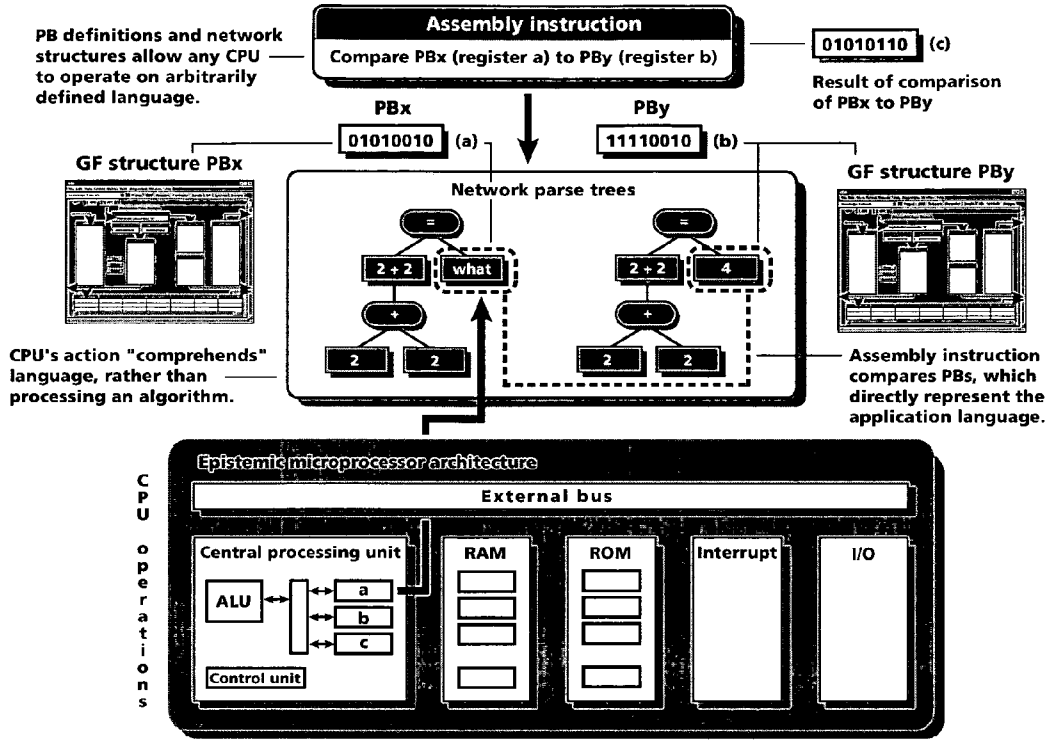 Assembly instruction
Compare PBx (register a) to PBy (register b)
PB definitions and network
structures allow any CPU
to operate on arbitrarily
defined language.
01010110 (c)
Result of comparison
of PBx to PBy
PBx
01010010 (a)
PBy
11110010 (b)
GF structure PBx
GF structure PBy
Network parse trees
=
2 + 2
what
+
2
2
=
2 + 2
4
+
2
2
CPU's action "comprehends"
language, rather than
processing an algorithm.
Assembly instruction
compares PBs, which
directly represent the
application language.
CPU operations
Epistemic microprocessor architecture
External bus
Central processing unit
ALU
a
b
c
Control unit
RAM
ROM
Interrupt
I/O